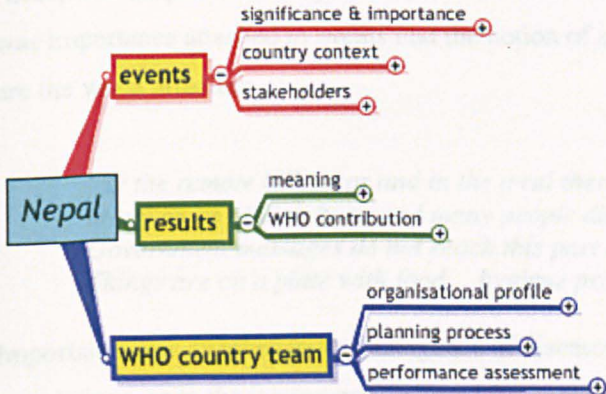 Nepal
events
significance & importance
country context
stakeholders
results
meaning
WHO contribution
WHO country team
organisational profile
planning process
performance assessment